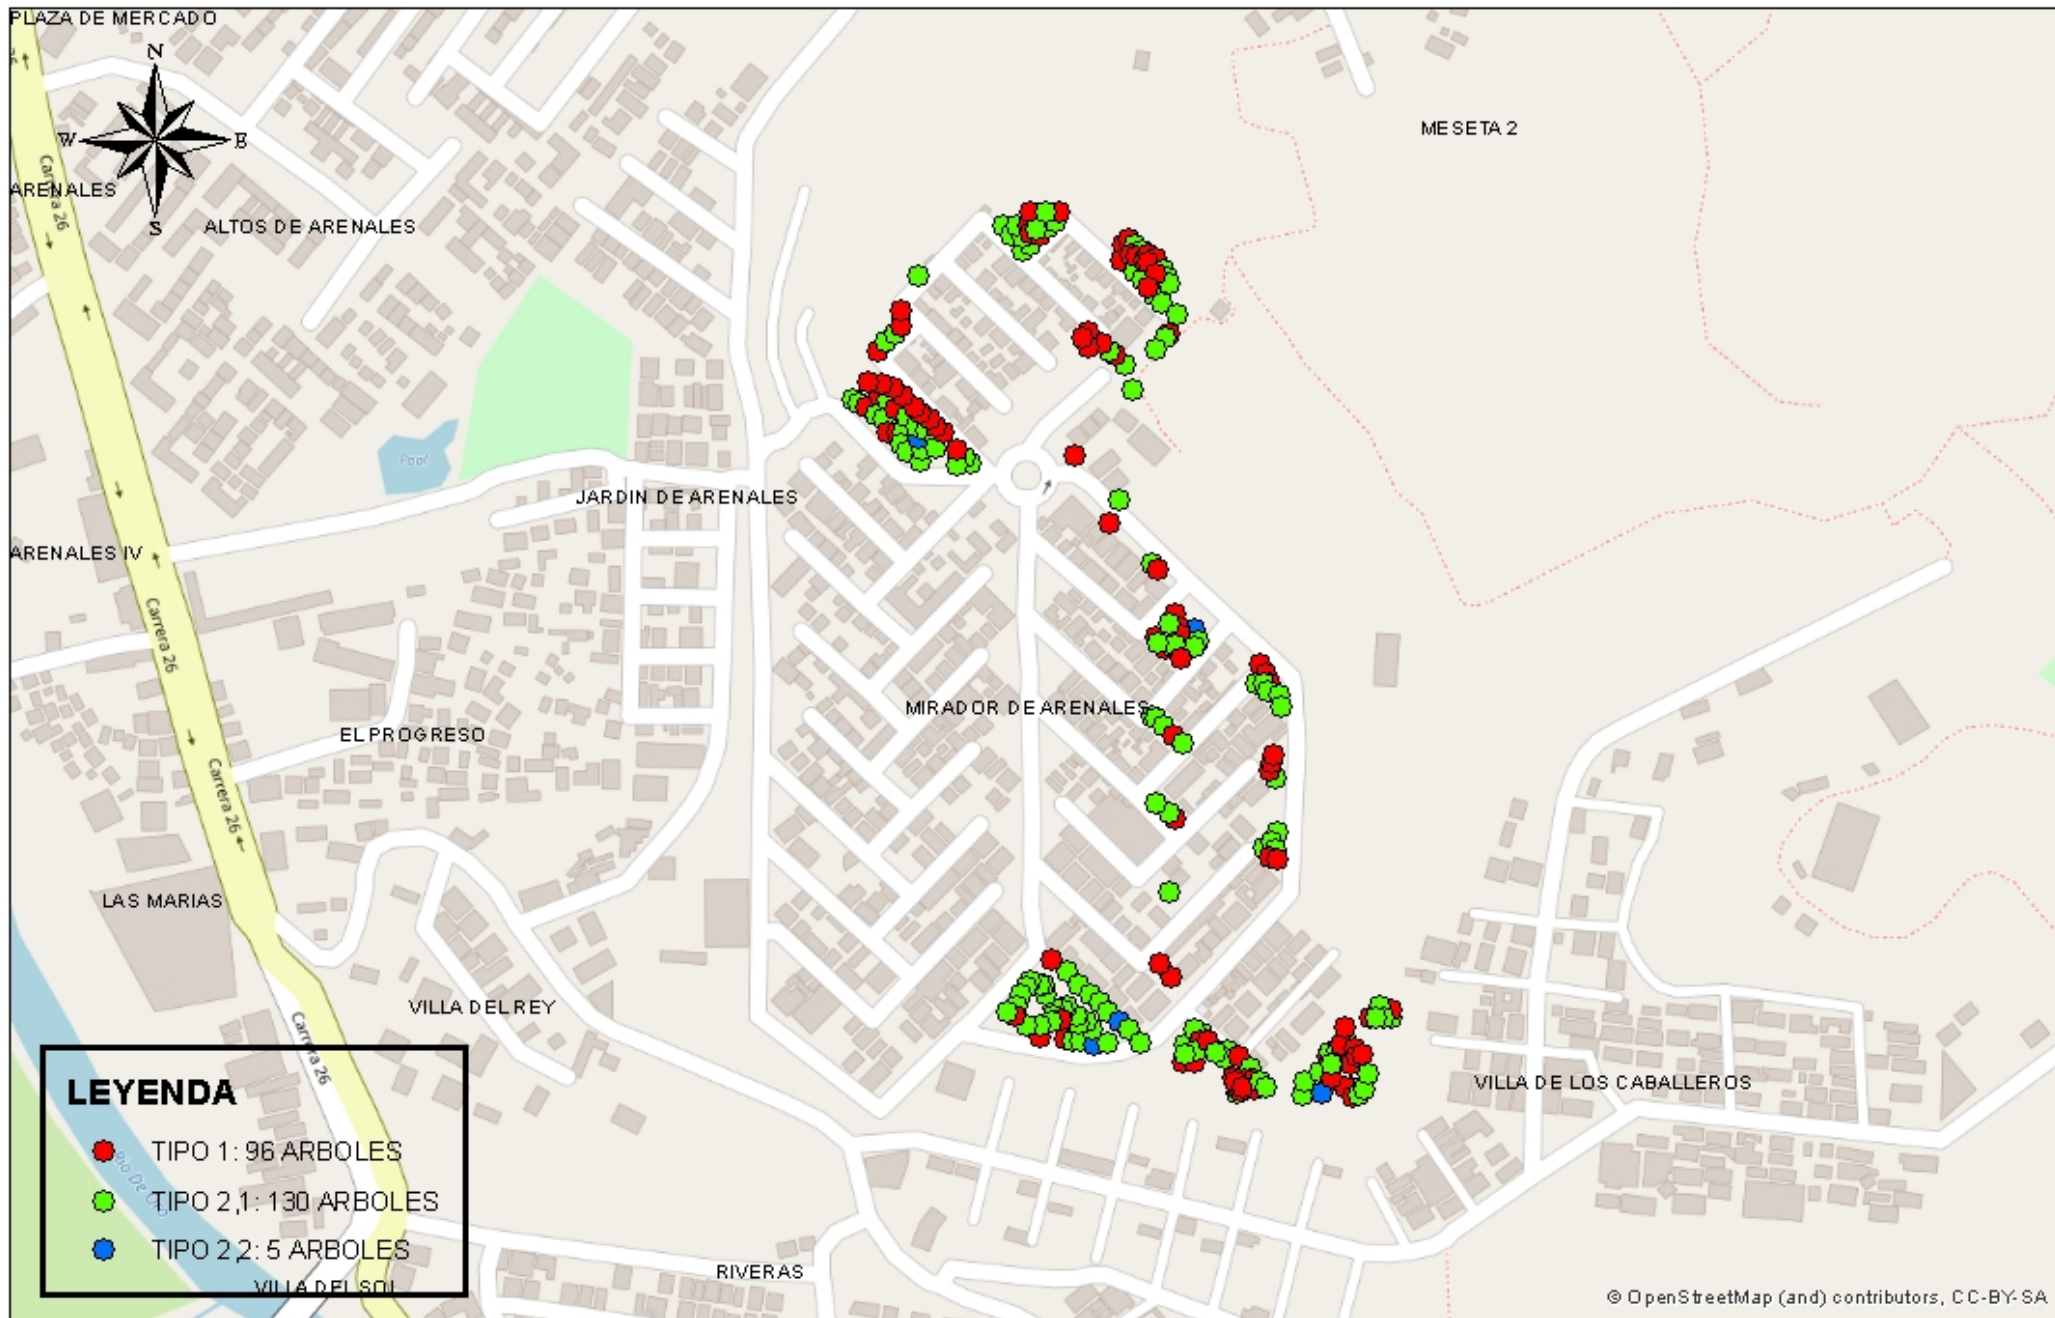 PLAZA DE MERCADO
N
MESETA 2
W
E
Carrera 26
ARENALES
S
ALTOS DE ARENALES
Pool
JARDIN DE ARENALES
ARENALES IV
Carrera 26
MIRADOR DE ARENALES
EL PROGRESO
Carrera 26
LAS MARIAS
VILLA DEL REY
Carrera 26
VILLA DE LOS CABALLEROS
LEYENDA
TIPO 1: 96 ARBOLES
Rio De Oro
TIPO 2,1: 130 ARBOLES
TIPO 2,2: 5 ARBOLES
RIVERAS
VILLA DEL SOL
© OpenStreetMap (and) contributors, CC-BY-SA